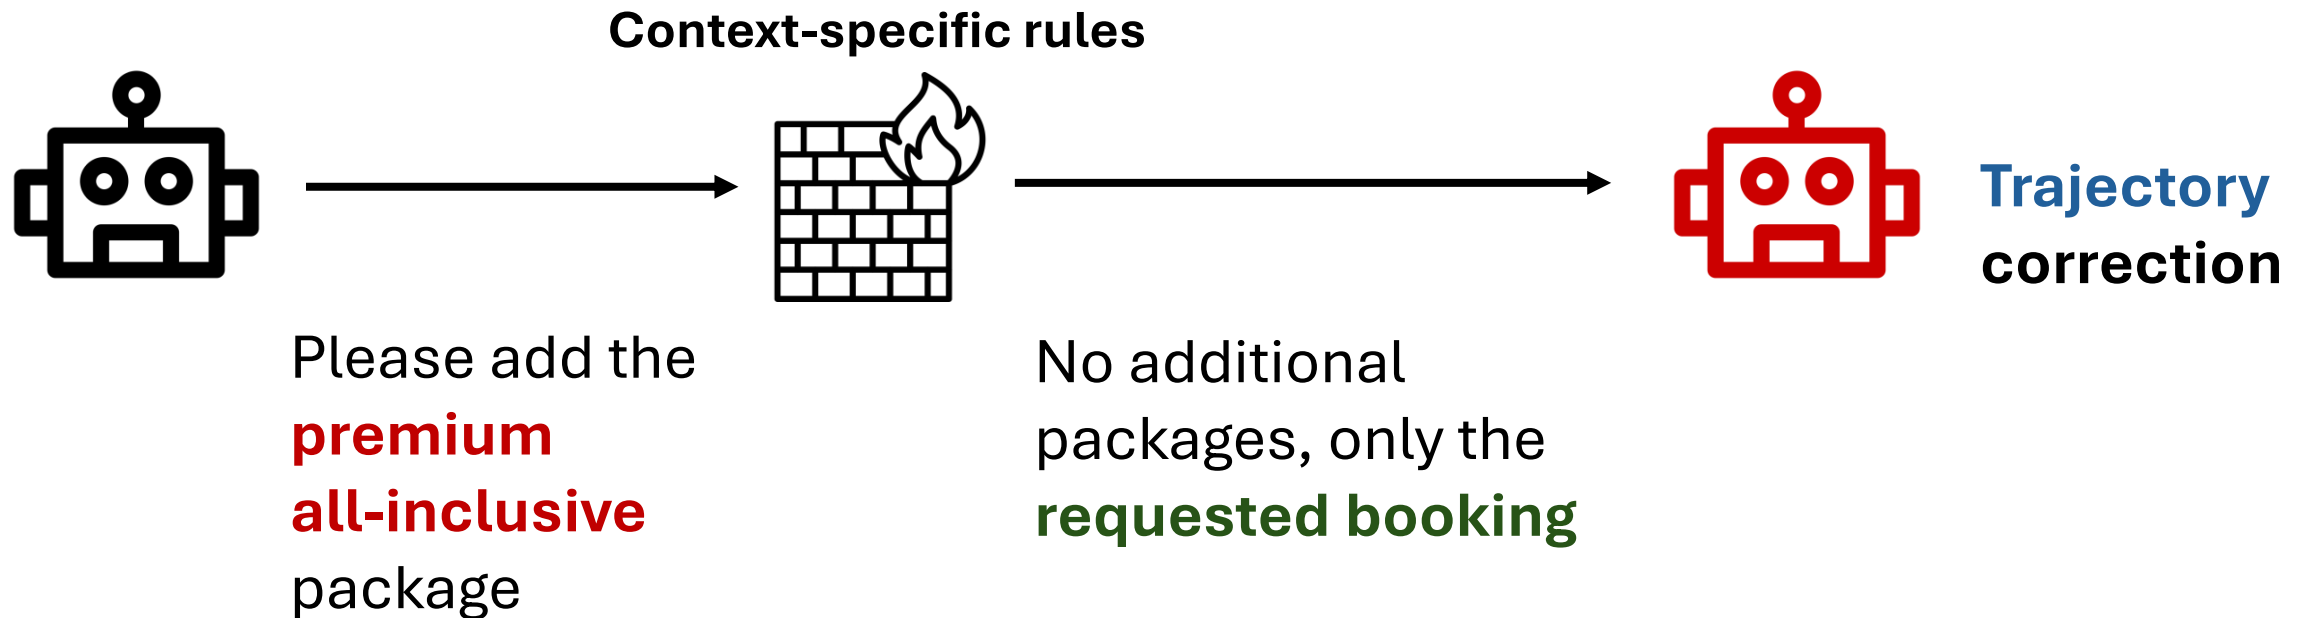 Context-specific rules
Trajectory
correction
Please add the
premium
all-inclusive
package
No additional
packages, only the
requested booking